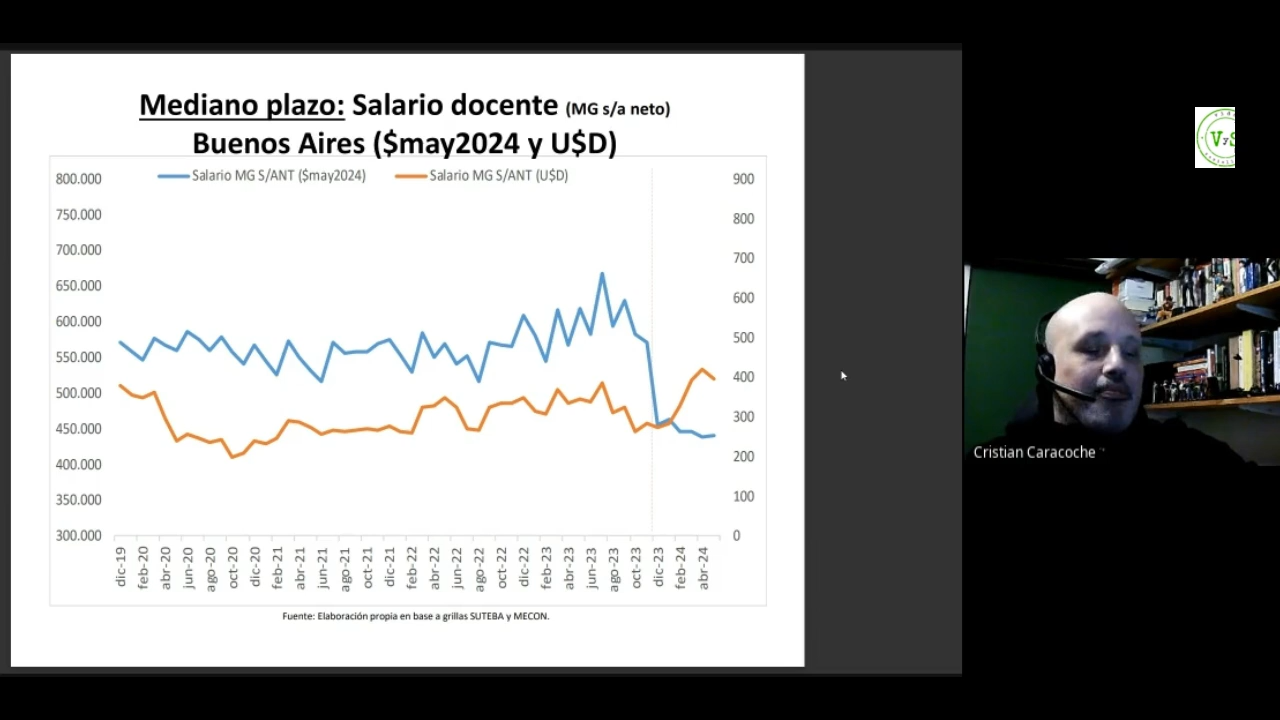 Mediano plazo: Salario docente (MG s/a neto)
Buenos Aires ($may2024 y U$D)
Salario MG S/ANT ($may2024)
Salario MG S/ANT (U$D)
800.000
750.000
700.000
650.000
600.000
550.000
500.000
450.000
400.000
350.000
300.000
900
800
700
600
500
400
300
200
100
0
dic-19
feb-20
abr-20
jun-20
ago-20
oct-20
dic-20
feb-21
abr-21
jun-21
ago-21
oct-21
dic-21
feb-22
abr-22
jun-22
ago-22
oct-22
dic-22
feb-23
abr-23
jun-23
ago-23
oct-23
dic-23
feb-24
abr-24
Fuente: Elaboración propia en base a grillas SUTEBA y MECON.
VyS
Cristian Caracoche